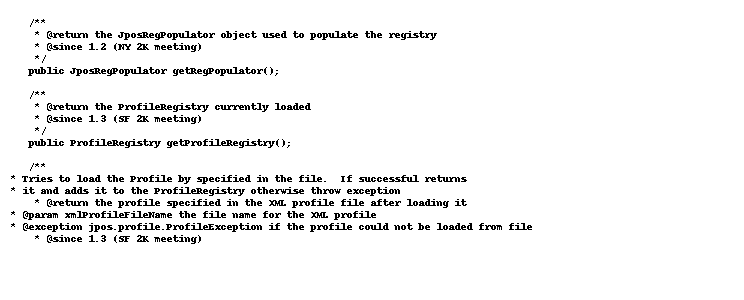 /**
* @return the JposRegPopulator object used to populate the registry
* @since 1.2 (NY 2K meeting)
*/
public JposRegPopulator getRegPopulator();
/**
* @return the ProfileRegistry currently loaded
* @since 1.3 (SF 2K meeting)
*/
public ProfileRegistry getProfileRegistry();
/**
* Tries to load the Profile by specified in the file.  If successful returns
* it and adds it to the ProfileRegistry otherwise throw exception
* @return the profile specified in the XML profile file after loading it
* @param xmlProfileFileName the file name for the XML profile
* @exception jpos.profile.ProfileException if the profile could not be loaded from file
* @since 1.3 (SF 2K meeting)